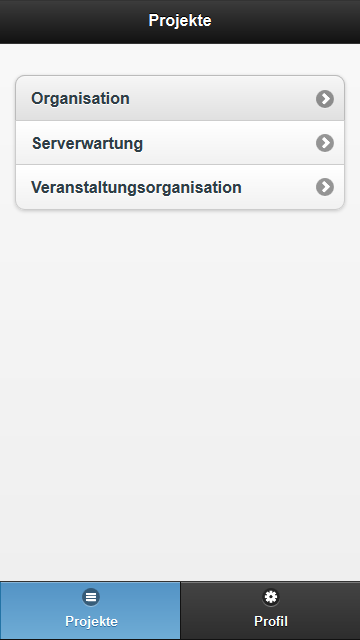 Projekte
Organisation
Serverwartung
Veranstaltungsorganisation
Projekte
Profil